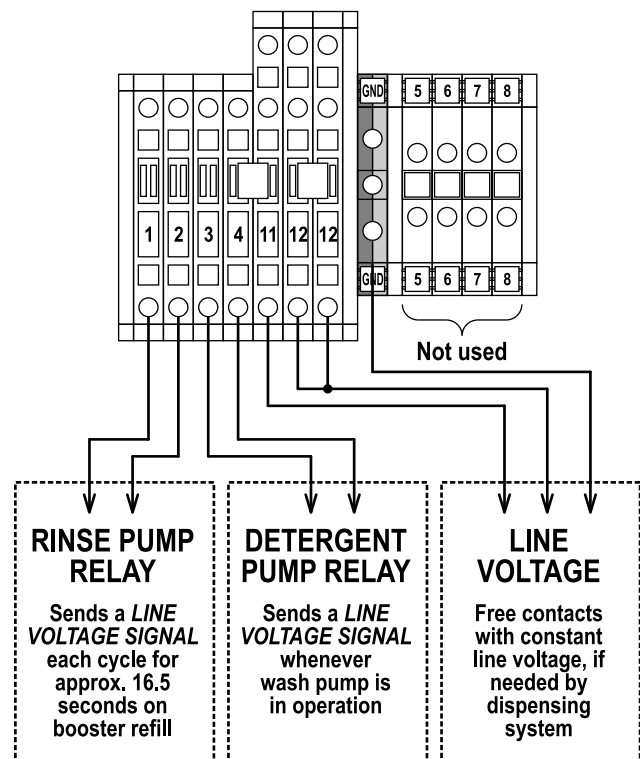 GND 5 6 7 8
1 2 3 4 11 12 12
GND 5 6 7 8
Not used
RINSE PUMP
RELAY
Sends a LINE
VOLTAGE SIGNAL
each cycle for
approx. 16.5
seconds on
booster refill
DETERGENT
PUMP RELAY
Sends a LINE
VOLTAGE SIGNAL
whenever
wash pump is
in operation
LINE
VOLTAGE
Free contacts
with constant
line voltage, if
needed by
dispensing
system